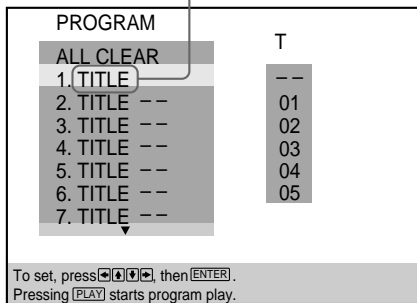 PROGRAM
T
ALL CLEAR
1. TITLE
2. TITLE – –
3. TITLE – –
4. TITLE – –
5. TITLE – –
6. TITLE – –
7. TITLE – –
– –
01
02
03
04
05
To set, press, then ENTER.
Pressing PLAY starts program play.